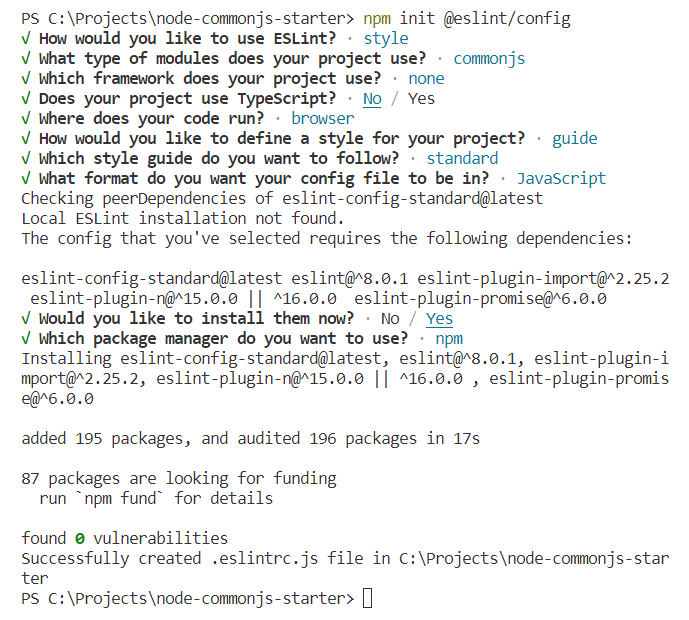 PS C:\Projects\node-commonjs-starter> npm init @eslint/config
√ How would you like to use ESLint? · style
√ What type of modules does your project use? · commonjs
√ Which framework does your project use? · none
√ Does your project use TypeScript? · No / Yes
√ Where does your code run? · browser
√ How would you like to define a style for your project? · guide
√ Which style guide do you want to follow? · standard
√ What format do you want your config file to be in? · JavaScript
Checking peerDependencies of eslint-config-standard@latest
Local ESLint installation not found.
The config that you've selected requires the following dependencies:

eslint-config-standard@latest eslint@^8.0.1 eslint-plugin-import@^2.25.2
 eslint-plugin-n@^15.0.0 || ^16.0.0  eslint-plugin-promise@^6.0.0
√ Would you like to install them now? · No / Yes
√ Which package manager do you want to use? · npm
Installing eslint-config-standard@latest, eslint@^8.0.1, eslint-plugin-i
mport@^2.25.2, eslint-plugin-n@^15.0.0 || ^16.0.0 , eslint-plugin-promis
e@^6.0.0

added 195 packages, and audited 196 packages in 17s

87 packages are looking for funding
  run `npm fund` for details

found 0 vulnerabilities
Successfully created .eslintrc.js file in C:\Projects\node-commonjs-star
ter
PS C:\Projects\node-commonjs-starter>